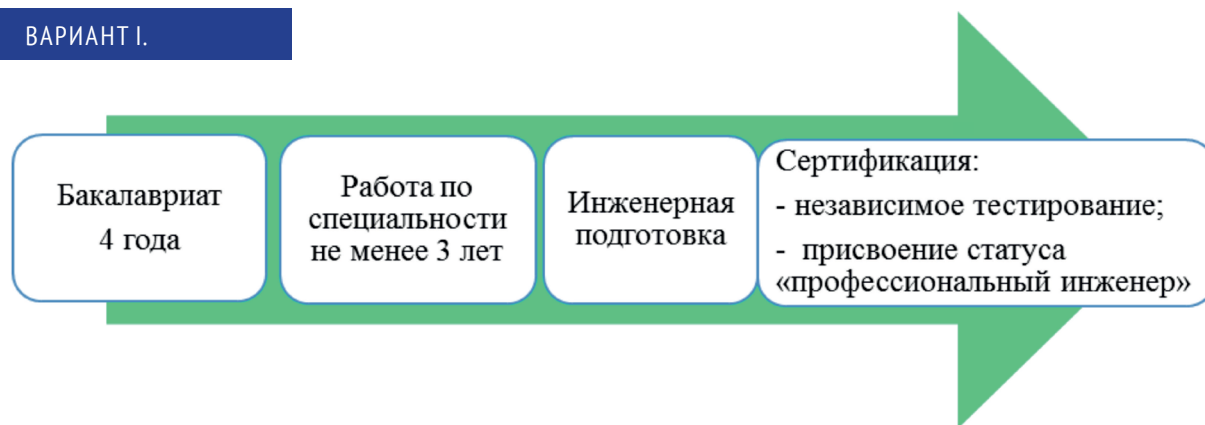 ВАРИАНТ I.
Бакалавриат
4 года
Работа по
специальности
не менее 3 лет
Инженерная
подготовка
Сертификация:
- независимое тестирование;
- присвоение статуса
«профессиональный инженер»